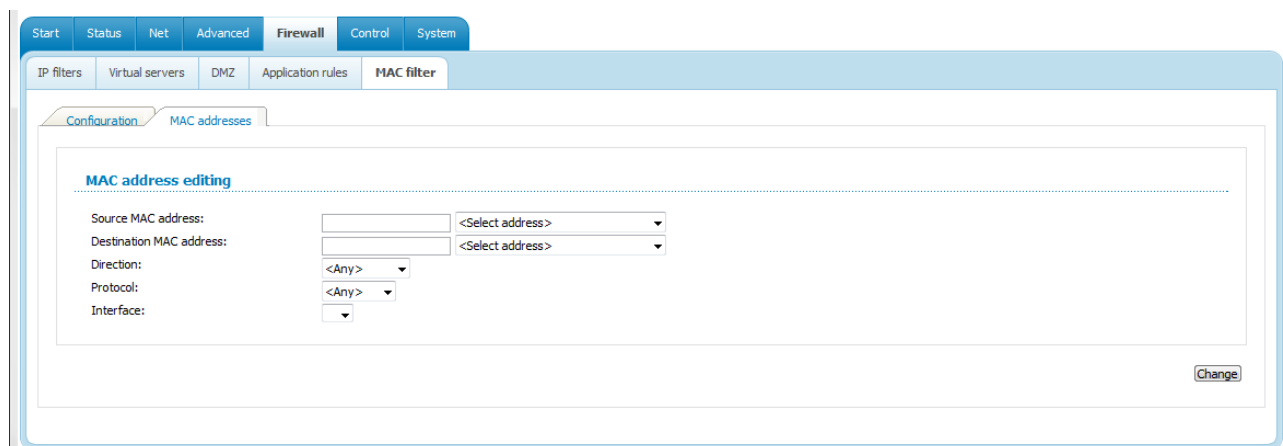 Start Status Net Advanced Firewall Control System
IP filters Virtual servers DMZ Application rules MAC filter
Configuration MAC addresses
MAC address editing
Source MAC address: <Select address>
Destination MAC address: <Select address>
Direction: <Any>
Protocol: <Any>
Interface:
Change